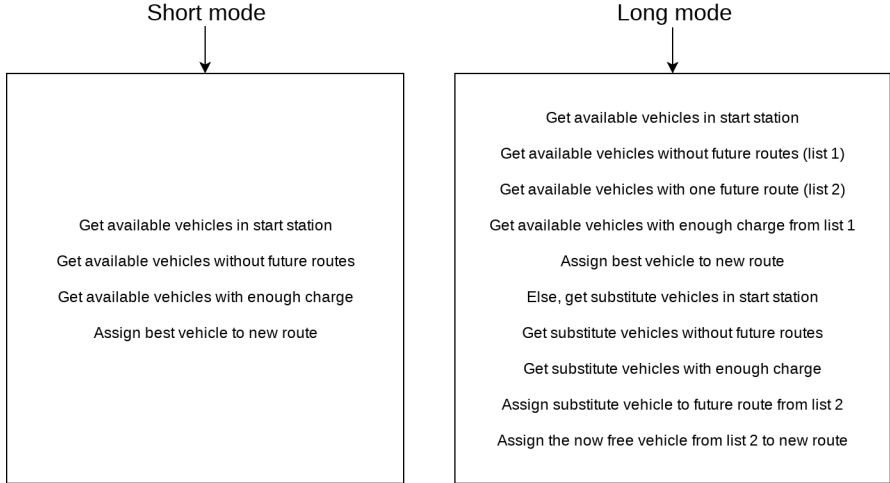 Short mode
Get available vehicles in start station
Get available vehicles without future routes
Get available vehicles with enough charge
Assign best vehicle to new route
Long mode
Get available vehicles in start station
Get available vehicles without future routes (list 1)
Get available vehicles with one future route (list 2)
Get available vehicles with enough charge from list 1
Assign best vehicle to new route
Else, get substitute vehicles in start station
Get substitute vehicles without future routes
Get substitute vehicles with enough charge
Assign substitute vehicle to future route from list 2
Assign the now free vehicle from list 2 to new route